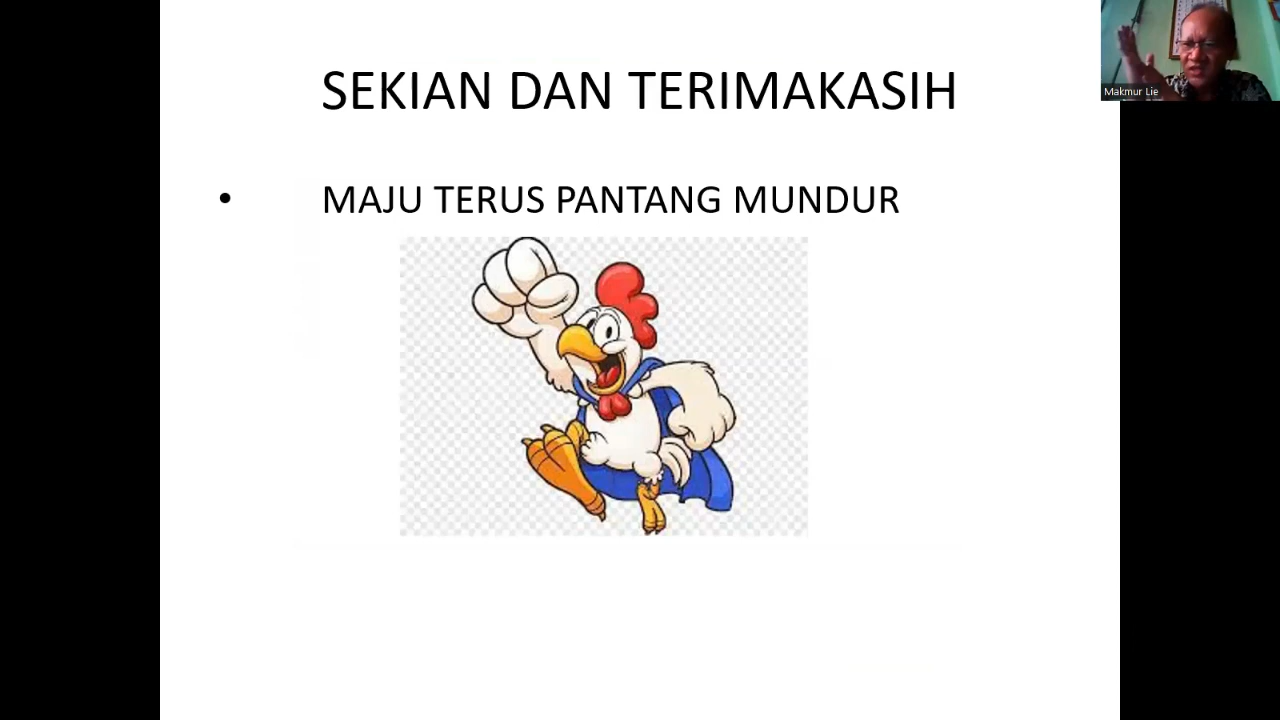 SEKIAN DAN TERIMAKASIH
• MAJU TERUS PANTANG MUNDUR
Makmur Lie